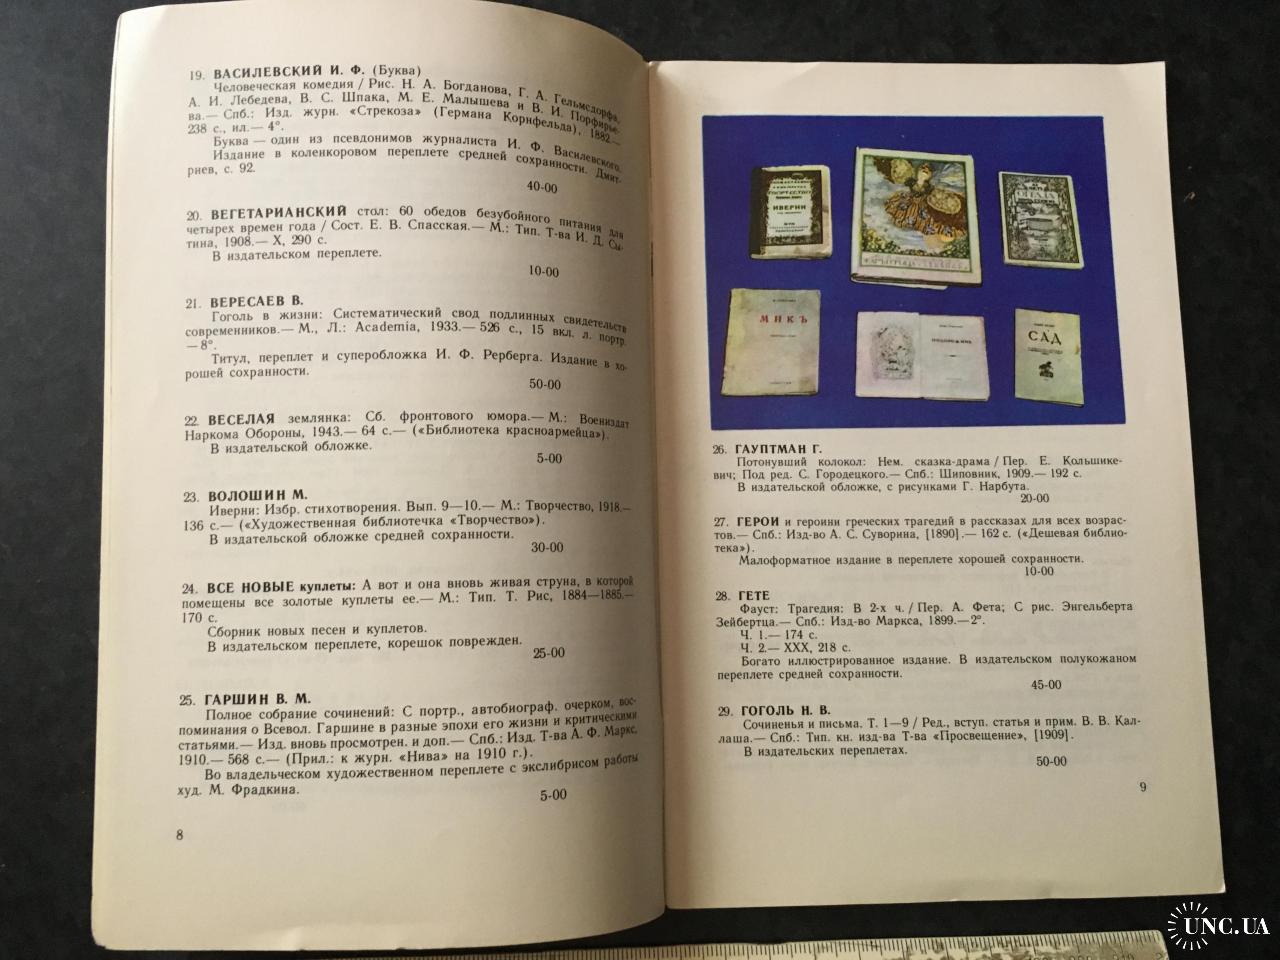 19. ВАСИЛЕВСКИЙ И. Ф. (Буква)
Человеческая комедия / Рис. Н. А. Богданова, Г. А. Гельмсдорфа,
А. И. Лебедева, В. С. Шпака, М. Е. Малышева и В. И. Порфирье-
ва.— Спб.: Изд. журн. «Стрекоза» (Германа Корнфельда), 1882.—
238 с., ил.— 4°.
Буква — один из псевдонимов журналиста И. Ф. Василевского.
Издание в коленкоровом переплете средней сохранности. Дмит-
риев, с. 92.
40-00
20. ВЕГЕТАРИАНСКИЙ стол: 60 обедов безубойного питания для
четырех времен года / Сост. Е. В. Спасская.— М.: Тип. Т-ва И. Д. Сы-
тина, 1908.— X, 290 с.
В издательском переплете.
10-00
21. ВЕРЕСАЕВ В.
Гоголь в жизни: Систематический свод подлинных свидетельств
современников.— М., Л.: Academia, 1933.— 526 с., 15 вкл. л. портр.
— 8°.
Титул, переплет и суперобложка И. Ф. Рерберга. Издание в хо-
рошей сохранности.
50-00
22. ВЕСЕЛАЯ землянка: Сб. фронтового юмора.— М.: Воениздат
Наркома Обороны, 1943.— 64 с.— («Библиотека красноармейца»).
В издательской обложке.
5-00
23. ВОЛОШИН М.
Иверни: Избр. стихотворения. Вып. 9—10.— М.: Творчество, 1918.—
136 с.— («Художественная библиотечка «Творчество»).
В издательской обложке средней сохранности.
30-00
24. ВСЕ НОВЫЕ куплеты: А вот и она вновь живая струна, в которой
помещены все золотые куплеты ее.— М.: Тип. Т. Рис, 1884—1885.—
170 с.
Сборник новых песен и куплетов.
В издательском переплете, корешок поврежден.
25-00
25. ГАРШИН В. М.
Полное собрание сочинений: С портр., автобиограф. очерком, вос-
поминания о Всевол. Гаршине в разные эпохи его жизни и критическими
статьями.— Изд. вновь просмотрен. и доп.— Спб.: Изд. Т-ва А. Ф. Маркс,
1910.— 568 с.— (Прил.: к журн. «Нива» на 1910 г.).
Во владельческом художественном переплете с экслибрисом работы
худ. М. Фрадкина.
5-00
8
ТВОРЧЕСТВО
ИВЕРНИ
МИКЪ
САД
26. ГАУПТМАН Г.
Потонувший колокол: Нем. сказка-драма / Пер. Е. Кольшике-
вич; Под ред. С. Городецкого.— Спб.: Шиповник, 1909.— 192 с.
В издательской обложке, с рисунками Г. Нарбута.
20-00
27. ГЕРОИ и героини греческих трагедий в рассказах для всех возрас-
тов.— Спб.: Изд-во А. С. Суворина, [1890].— 162 с. («Дешевая библио-
тека»).
Малоформатное издание в переплете хорошей сохранности.
10-00
28. ГЕТЕ
Фауст: Трагедия: В 2-х ч. / Пер. А. Фета; С рис. Энгельберта
Зейбертца.— Спб.: Изд-во Маркса, 1899.—2°.
Ч. 1.— 174 с.
Ч. 2.— XXX, 218 с.
Богато иллюстрированное издание. В издательском полукожаном
переплете средней сохранности.
45-00
29. ГОГОЛЬ Н. В.
Сочиненья и письма. Т. 1—9 / Ред., вступ. статья и прим. В. В. Кал-
лаша.— Спб.: Тип. кн. изд-ва Т-ва «Просвещение», [1909].
В издательских переплетах.
50-00
9
UNC.UA